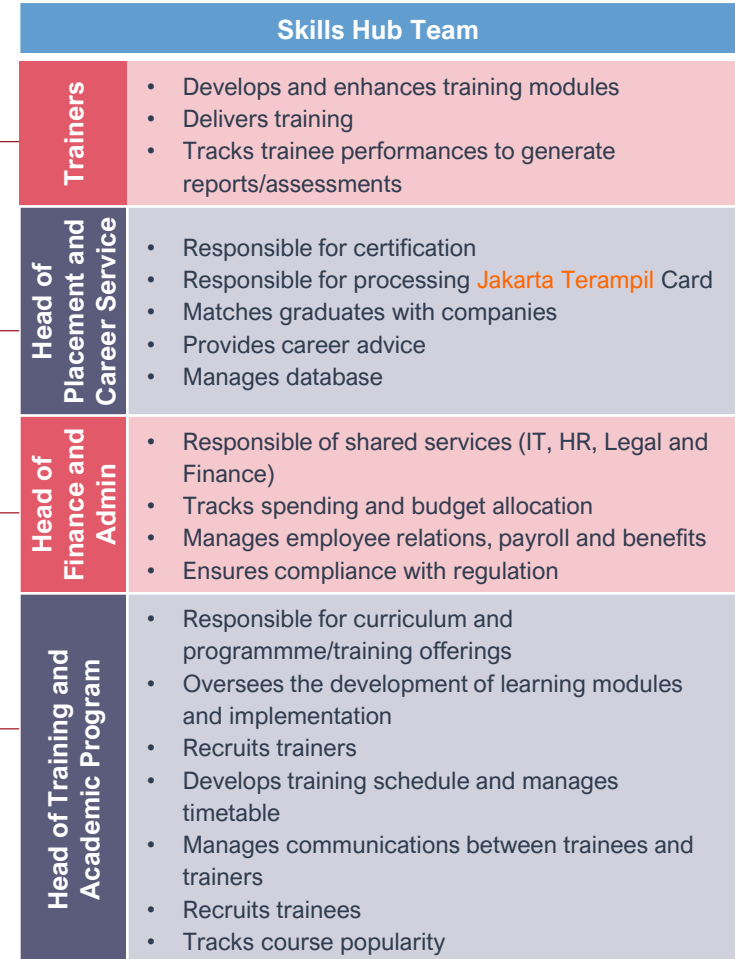 Skills Hub Team
Trainers
• Develops and enhances training modules
• Delivers training
• Tracks trainee performances to generate
reports/assessments
Head of
Placement and
Career Service
• Responsible for certification
• Responsible for processing Jakarta Terampil Card
• Matches graduates with companies
• Provides career advice
• Manages database
Head of
Finance and
Admin
• Responsible of shared services (IT, HR, Legal and
Finance)
• Tracks spending and budget allocation
• Manages employee relations, payroll and benefits
• Ensures compliance with regulation
Head of Training and
Academic Program
• Responsible for curriculum and
programmme/training offerings
• Oversees the development of learning modules
and implementation
• Recruits trainers
• Develops training schedule and manages
timetable
• Manages communications between trainees and
trainers
• Recruits trainees
• Tracks course popularity